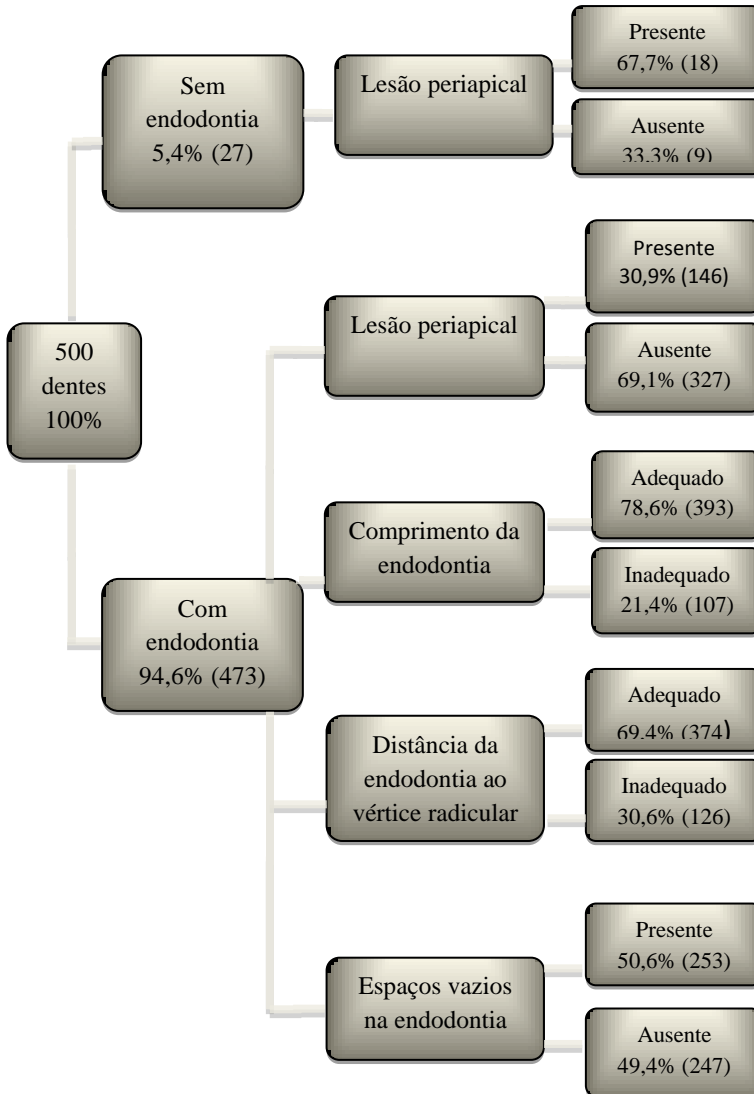 500
dentes
100%
Sem
endodontia
5,4% (27)
Lesão periapical
Presente
67,7% (18)
Ausente
33,3% (9)
Com
endodontia
94,6% (473)
Lesão periapical
Presente
30,9% (146)
Ausente
69,1% (327)
Comprimento da
endodontia
Adequado
78,6% (393)
Inadequado
21,4% (107)
Distância da
endodontia ao
vértice radicular
Adequado
69,4% (374)
Inadequado
30,6% (126)
Espaços vazios
na endodontia
Presente
50,6% (253)
Ausente
49,4% (247)